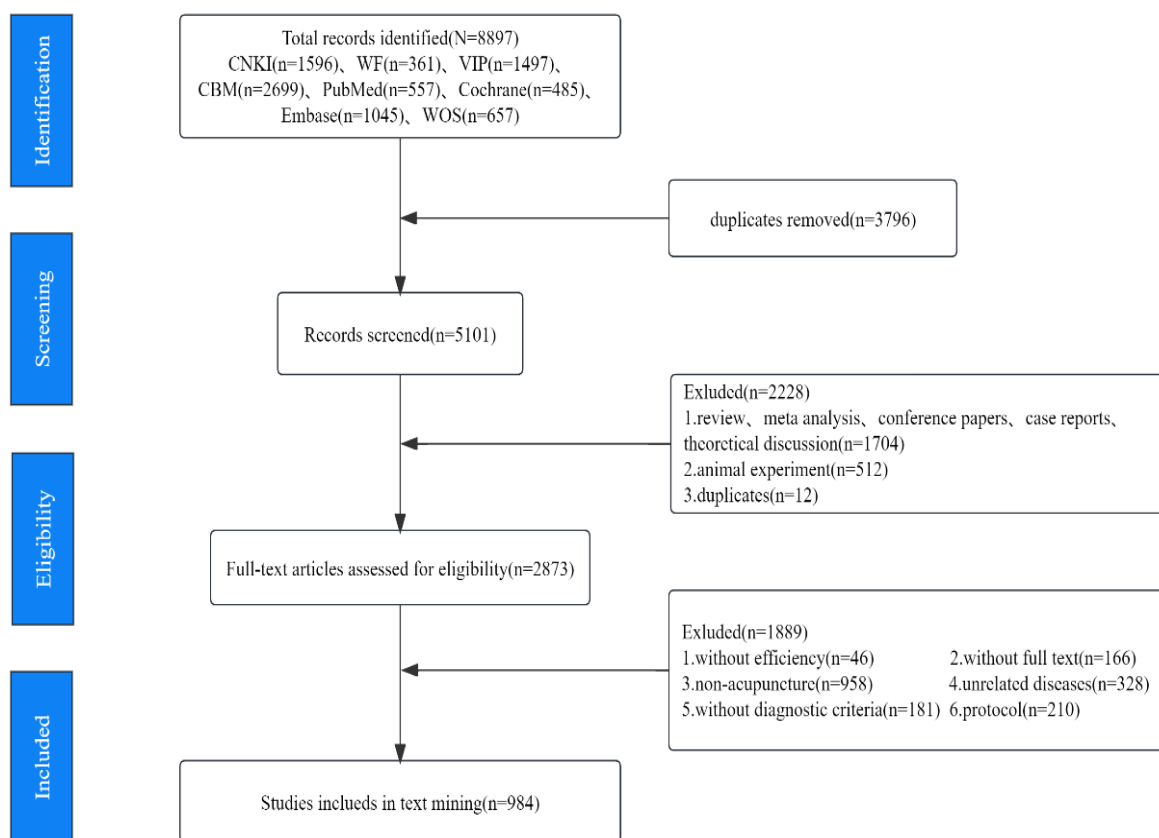 Identification
Total records identified(N=8897)
CNKI(n=1596)、WF(n=361)、VIP(n=1497)、
CBM(n=2699)、PubMed(n=557)、Cochrane(n=485)、
Embase(n=1045)、WOS(n=657)
duplicates removed(n=3796)
Screening
Records screened(n=5101)
Exluded(n=2228)
1.review、meta analysis、conference papers、case reports、
theoretical discussion(n=1704)
2.animal experiment(n=512)
3.duplicates(n=12)
Eligibility
Full-text articles assessed for eligibility(n=2873)
Exluded(n=1889)
1.without efficiency(n=46) 2.without full text(n=166)
3.non-acupuncture(n=958) 4.unrelated diseases(n=328)
5.without diagnostic criteria(n=181) 6.protocol(n=210)
Included
Studies inclueds in text mining(n=984)